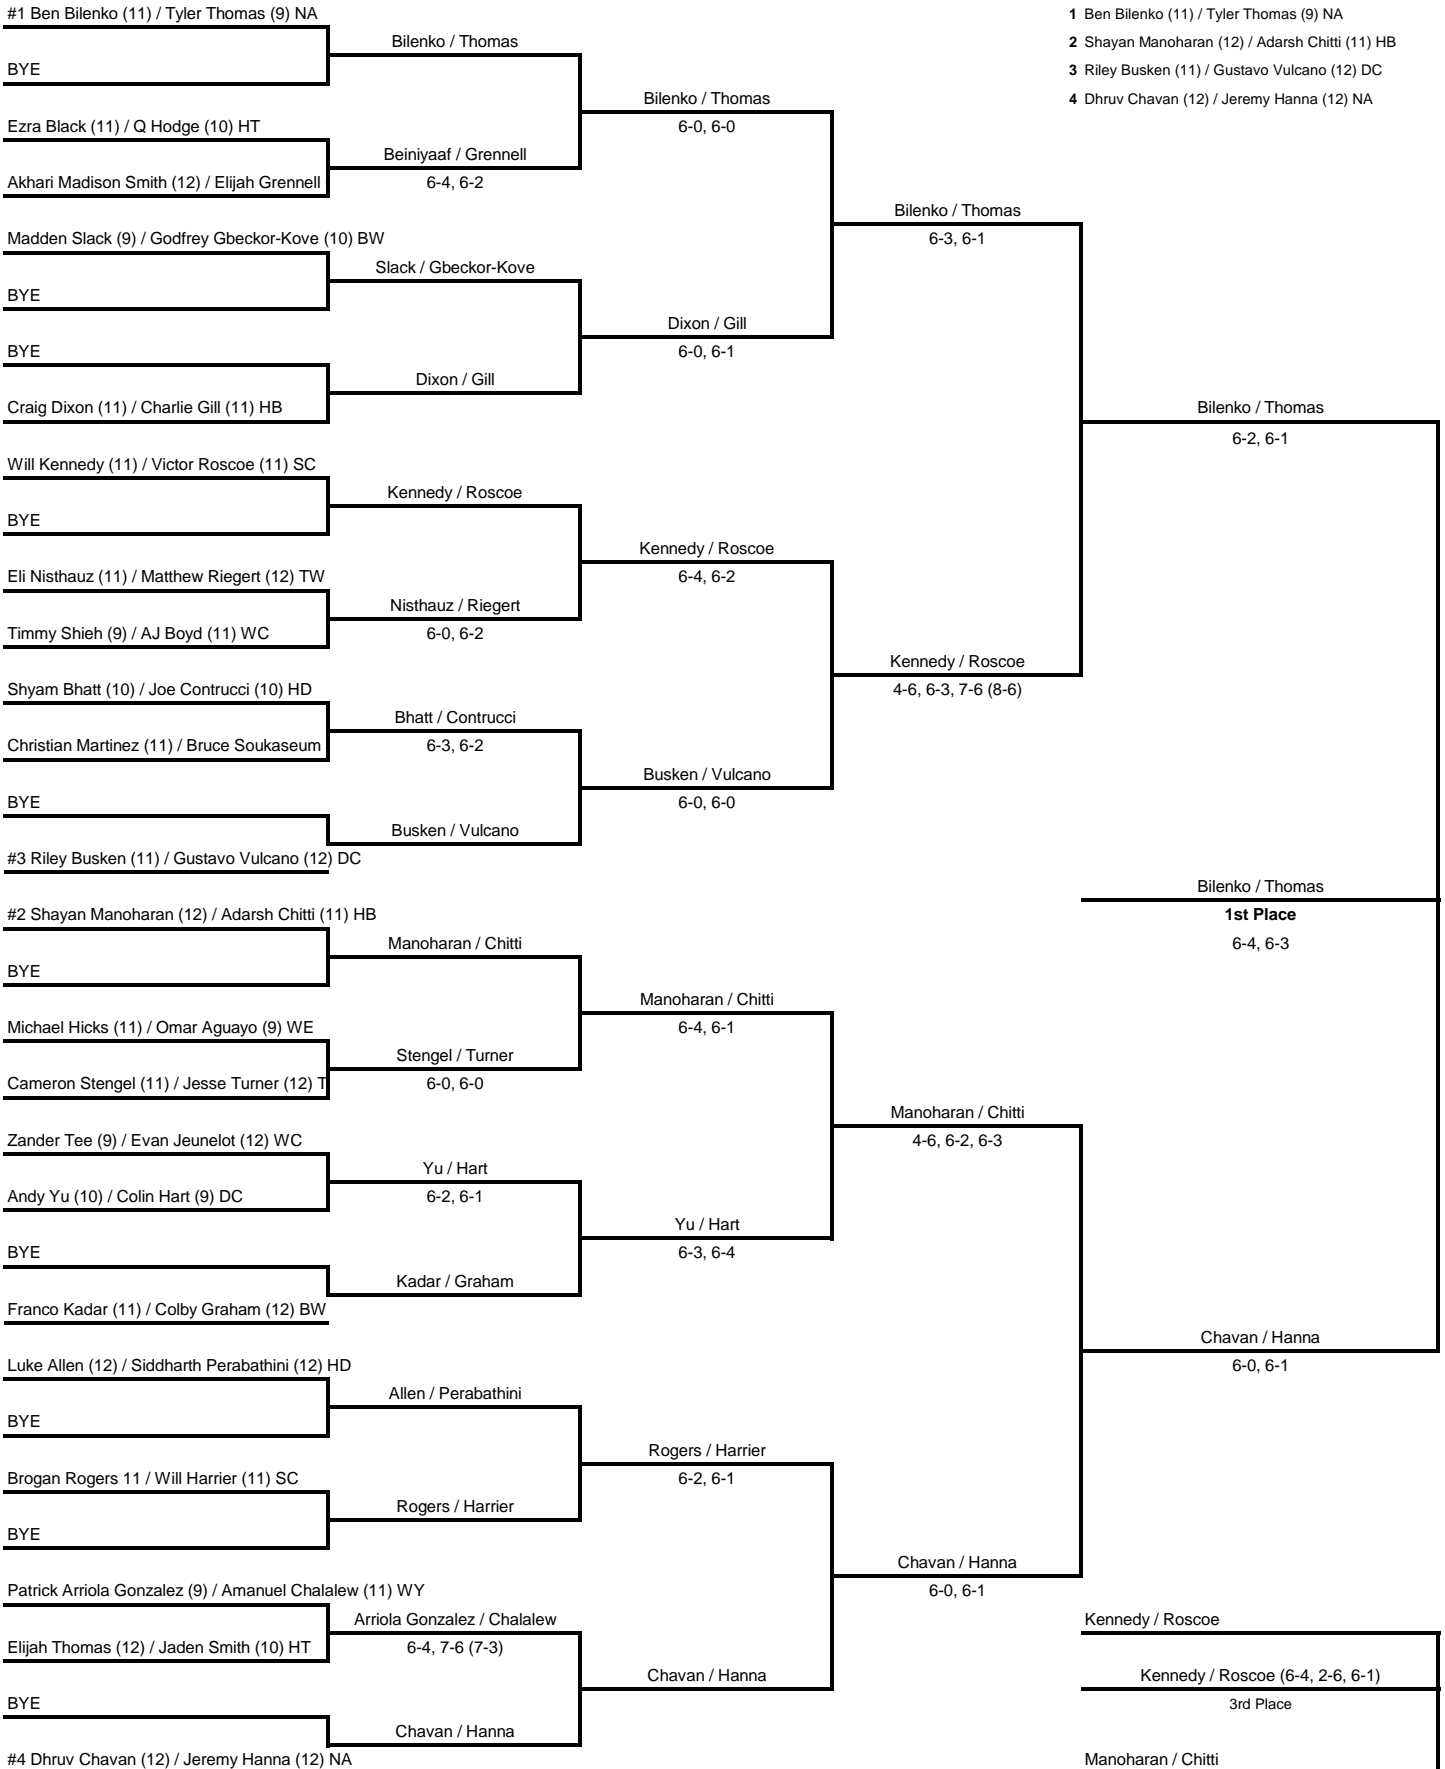 #1 Ben Bilenko (11) / Tyler Thomas (9) NA
BYE
Ezra Black (11) / Q Hodge (10) HT
Akhari Madison Smith (12) / Elijah Grennell
Madden Slack (9) / Godfrey Gbeckor-Kove (10) BW
BYE
BYE
Craig Dixon (11) / Charlie Gill (11) HB
Will Kennedy (11) / Victor Roscoe (11) SC
BYE
Eli Nisthauz (11) / Matthew Riegert (12) TW
Timmy Shieh (9) / AJ Boyd (11) WC
Shyam Bhatt (10) / Joe Contrucci (10) HD
Christian Martinez (11) / Bruce Soukaseum
BYE
#3 Riley Busken (11) / Gustavo Vulcano (12) DC
#2 Shayan Manoharan (12) / Adarsh Chitti (11) HB
BYE
Michael Hicks (11) / Omar Aguayo (9) WE
Cameron Stengel (11) / Jesse Turner (12) T
Zander Tee (9) / Evan Jeunelot (12) WC
Andy Yu (10) / Colin Hart (9) DC
BYE
Franco Kadar (11) / Colby Graham (12) BW
Luke Allen (12) / Siddharth Perabathini (12) HD
BYE
Brogan Rogers 11 / Will Harrier (11) SC
BYE
Patrick Arriola Gonzalez (9) / Amanuel Chalalew (11) WY
Elijah Thomas (12) / Jaden Smith (10) HT
BYE
#4 Dhruv Chavan (12) / Jeremy Hanna (12) NA
Bilenko / Thomas
Beiniyaaf / Grennell
6-4, 6-2
Slack / Gbeckor-Kove
Dixon / Gill
Kennedy / Roscoe
Nisthauz / Riegert
6-0, 6-2
Bhatt / Contrucci
6-3, 6-2
Busken / Vulcano
Manoharan / Chitti
Stengel / Turner
6-0, 6-0
Yu / Hart
6-2, 6-1
Kadar / Graham
Allen / Perabathini
Rogers / Harrier
Arriola Gonzalez / Chalalew
6-4, 7-6 (7-3)
Chavan / Hanna
Bilenko / Thomas
6-0, 6-0
Dixon / Gill
6-0, 6-1
Kennedy / Roscoe
6-4, 6-2
Busken / Vulcano
6-0, 6-0
Manoharan / Chitti
6-4, 6-1
Yu / Hart
6-3, 6-4
Rogers / Harrier
6-2, 6-1
Chavan / Hanna
Bilenko / Thomas
6-3, 6-1
Kennedy / Roscoe
4-6, 6-3, 7-6 (8-6)
Manoharan / Chitti
4-6, 6-2, 6-3
Chavan / Hanna
6-0, 6-1
1 Ben Bilenko (11) / Tyler Thomas (9) NA
2 Shayan Manoharan (12) / Adarsh Chitti (11) HB
3 Riley Busken (11) / Gustavo Vulcano (12) DC
4 Dhruv Chavan (12) / Jeremy Hanna (12) NA
Bilenko / Thomas
6-2, 6-1
Bilenko / Thomas
1st Place
6-4, 6-3
Chavan / Hanna
6-0, 6-1
Kennedy / Roscoe
Kennedy / Roscoe (6-4, 2-6, 6-1)
3rd Place
Manoharan / Chitti